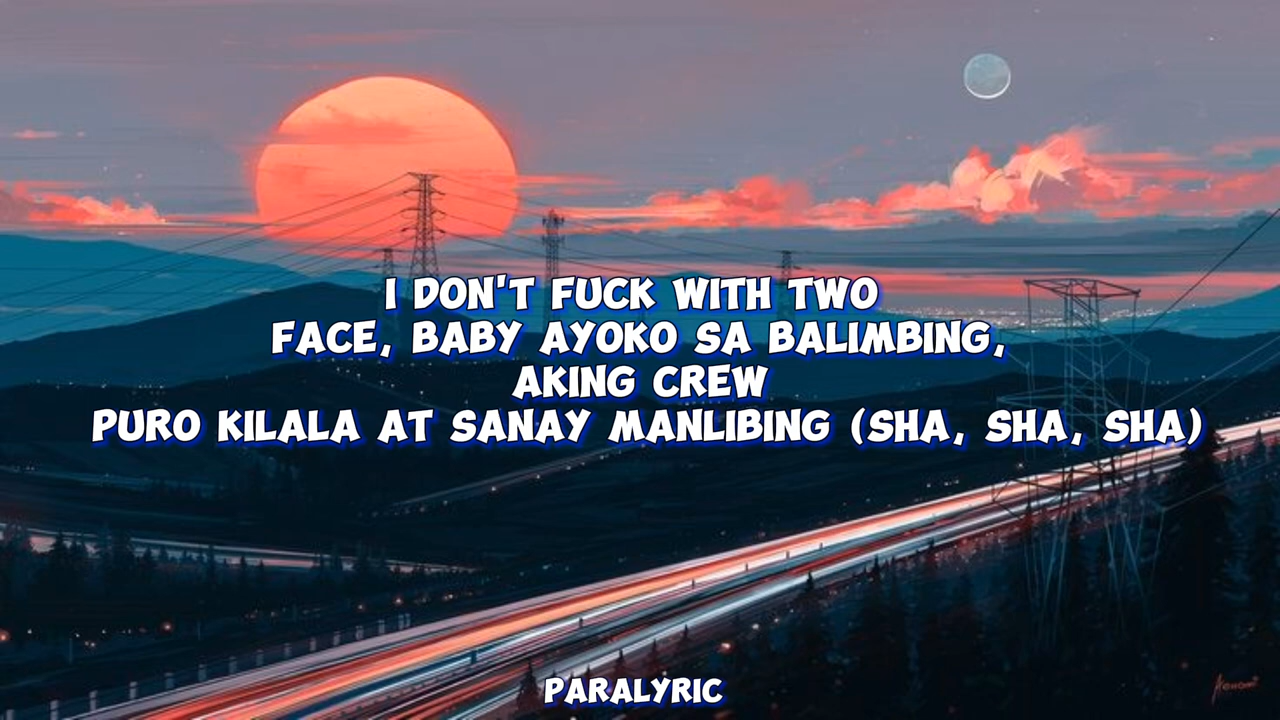 I DON'T FUCK WITH TWO
FACE, BABY AYOKO SA BALIMBING,
AKING CREW
PURO KILALA AT SANAY MANLIBING (SHA, SHA, SHA)
PARALYRIC